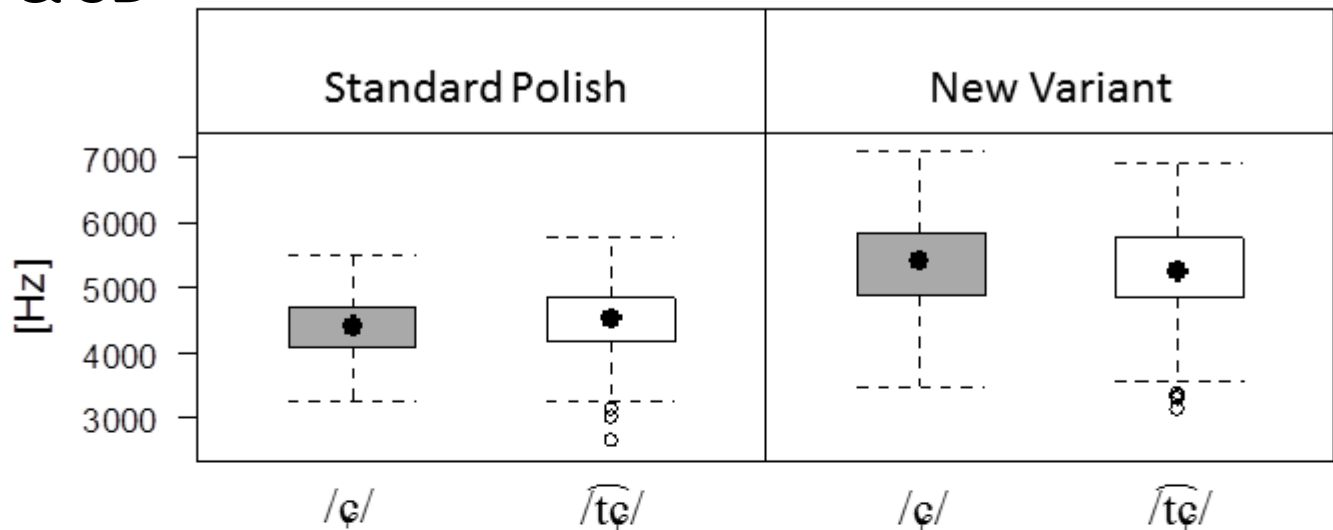 Standard Polish New Variant
7000
6000
5000
4000
3000
[Hz]
/ɕ/ /t͡ɕ/ /ɕ/ /t͡ɕ/